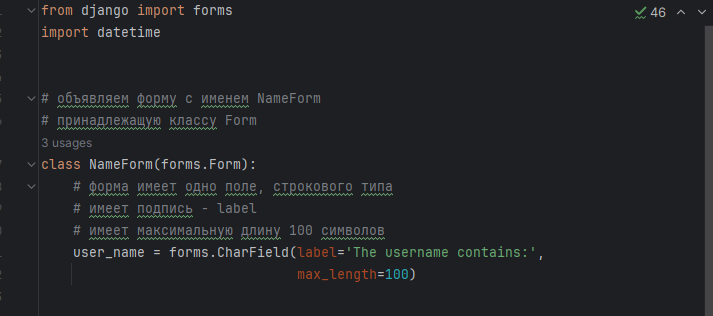 from django import forms
46
import datetime
# объявляем форму с именем NameForm
# принадлежащую классу Form
3 usages
class NameForm(forms.Form):
# форма имеет одно поле, строкового типа
# имеет подпись - label
# имеет максимальную длину 100 символов
user_name = forms.CharField(label='The username contains:',
max_length=100)